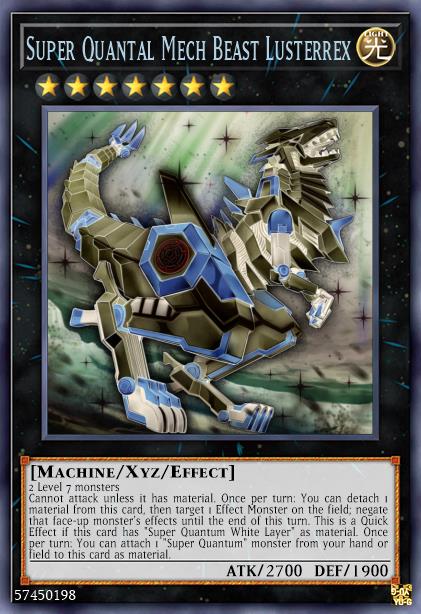 Super Quantal Mech Beast Lusterrex
LIGHT
光
[Machine/Xyz/Effect]
2 Level 7 monsters
Cannot attack unless it has material. Once per turn: You can detach 1
material from this card, then target 1 Effect Monster on the field; negate
that face-up monster's effects until the end of this turn. This is a Quick
Effect if this card has "Super Quantum White Layer" as material. Once
per turn: You can attach 1 "Super Quantum" monster from your hand or
field to this card as material.
ATK/2700 DEF/1900
57450198